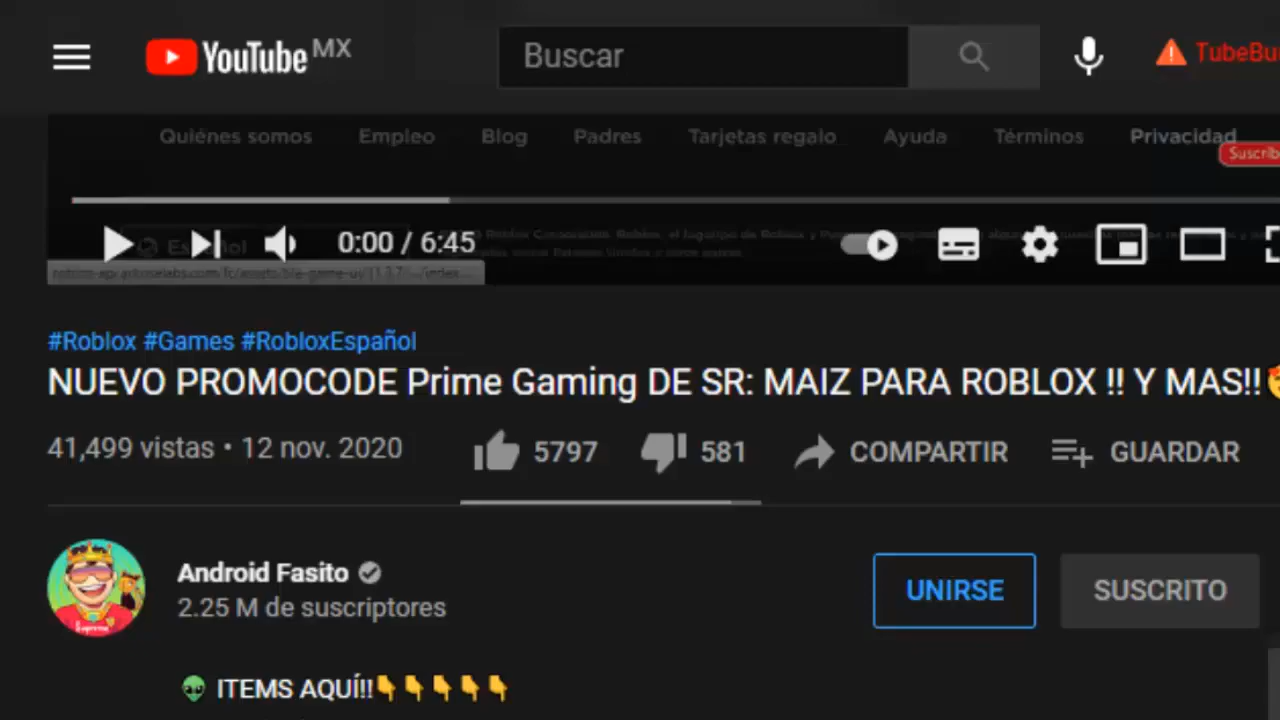 YouTube MX
Buscar
TubeBu
Quiénes somos Empleo Blog Padres Tarjetas regalo Ayuda Términos Privacidad
Suscrib
0:00 / 6:45
Español
#Roblox #Games #RobloxEspañol
NUEVO PROMOCODE Prime Gaming DE SR: MAIZ PARA ROBLOX !! Y MAS!!
41,499 vistas • 12 nov. 2020 5797 581 COMPARTIR GUARDAR
Android Fasito
2.25 M de suscriptores
UNIRSE SUSCRITO
👽 ITEMS AQUÍ!!👇👇👇👇👇